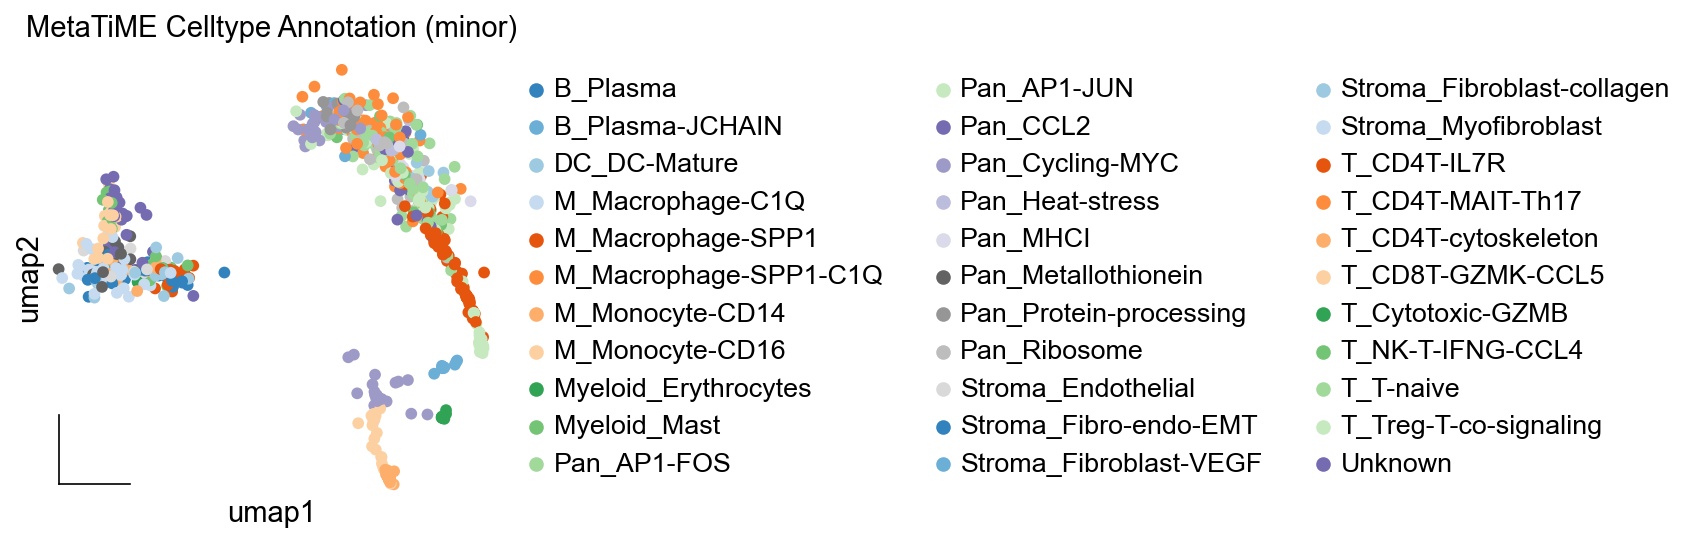 MetaTiME Celltype Annotation (minor)
B_Plasma
B_Plasma-JCHAIN
DC_DC-Mature
M_Macrophage-C1Q
M_Macrophage-SPP1
M_Macrophage-SPP1-C1Q
M_Monocyte-CD14
M_Monocyte-CD16
Myeloid_Erythrocytes
Myeloid_Mast
Pan_AP1-FOS
Pan_AP1-JUN
Pan_CCL2
Pan_Cycling-MYC
Pan_Heat-stress
Pan_MHCI
Pan_Metallothionein
Pan_Protein-processing
Pan_Ribosome
Stroma_Endothelial
Stroma_Fibro-endo-EMT
Stroma_Fibroblast-VEGF
Stroma_Fibroblast-collagen
Stroma_Myofibroblast
T_CD4T-IL7R
T_CD4T-MAIT-Th17
T_CD4T-cytoskeleton
T_CD8T-GZMK-CCL5
T_Cytotoxic-GZMB
T_NK-T-IFNG-CCL4
T_T-naive
T_Treg-T-co-signaling
Unknown
umap2
umap1